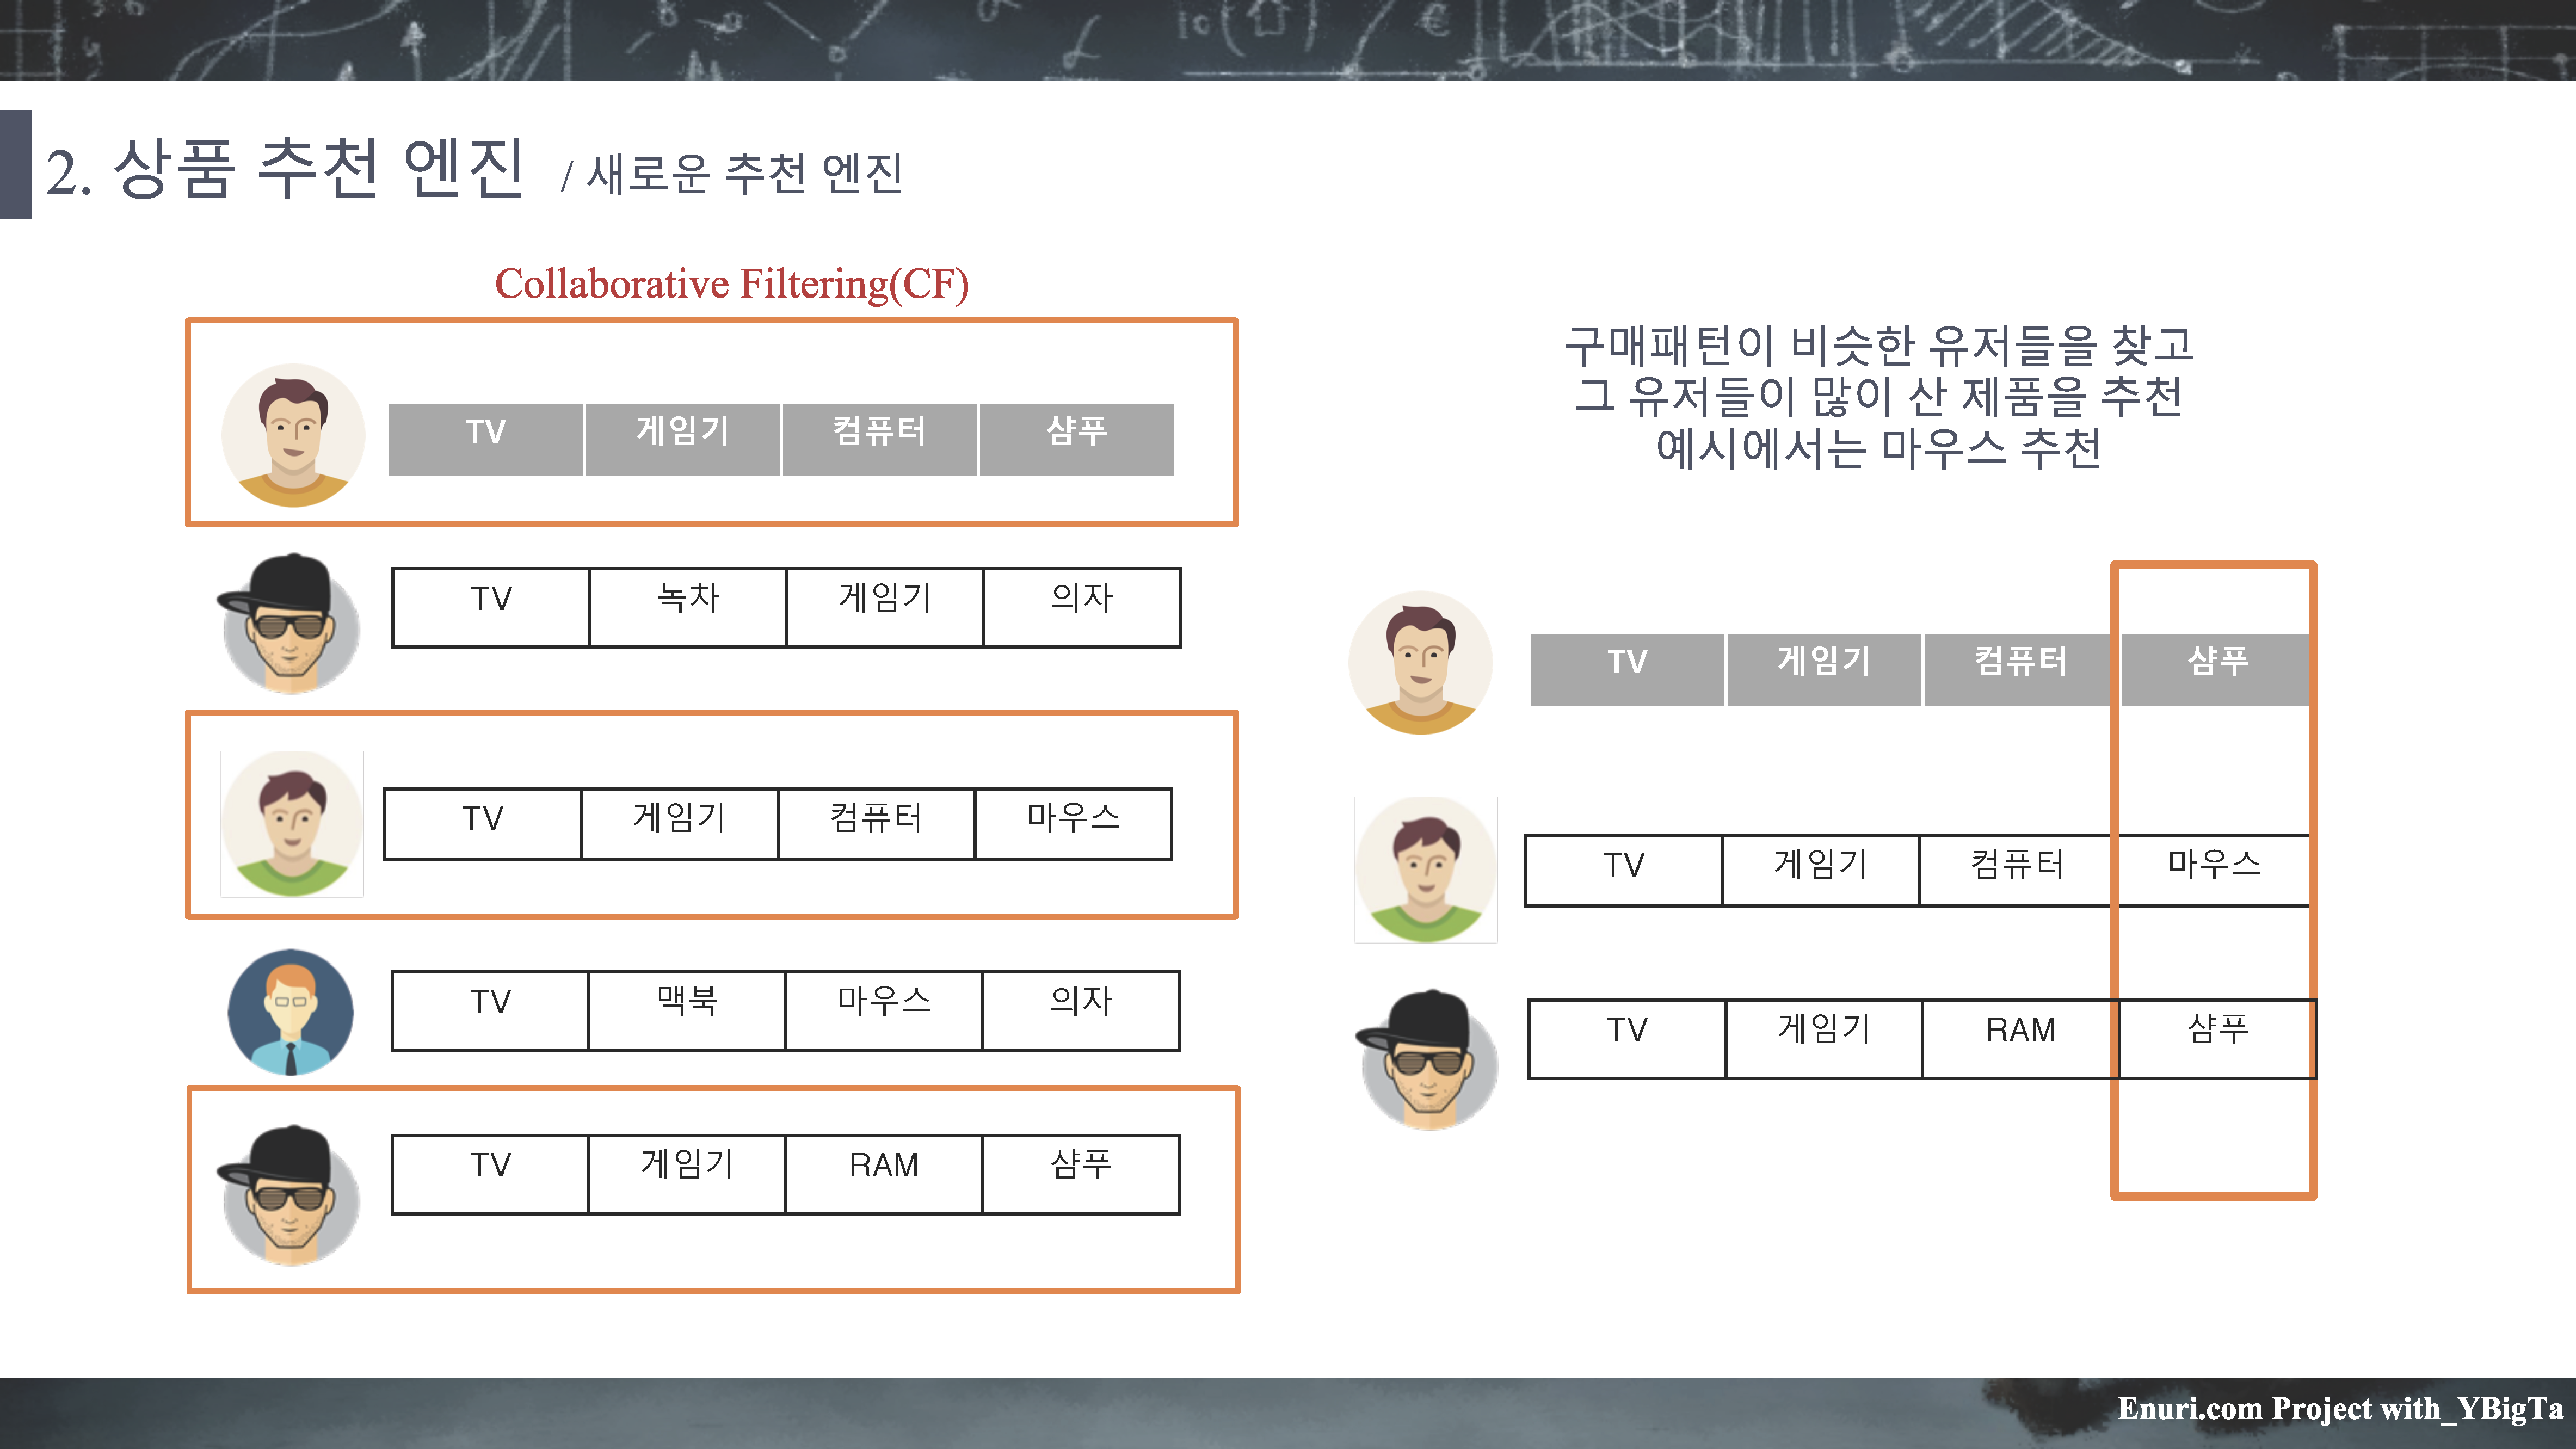 2. 상품 추천 엔진 / 새로운 추천 엔진
Collaborative Filtering(CF)
TV 게임기 컴퓨터 샴푸
TV 녹차 게임기 의자
TV 게임기 컴퓨터 마우스
TV 맥북 마우스 의자
TV 게임기 RAM 샴푸
구매패턴이 비슷한 유저들을 찾고
그 유저들이 많이 산 제품을 추천
예시에서는 마우스 추천
TV 게임기 컴퓨터 샴푸
TV 게임기 컴퓨터 마우스
TV 게임기 RAM 샴푸
Enuri.com Project with_YBigTa